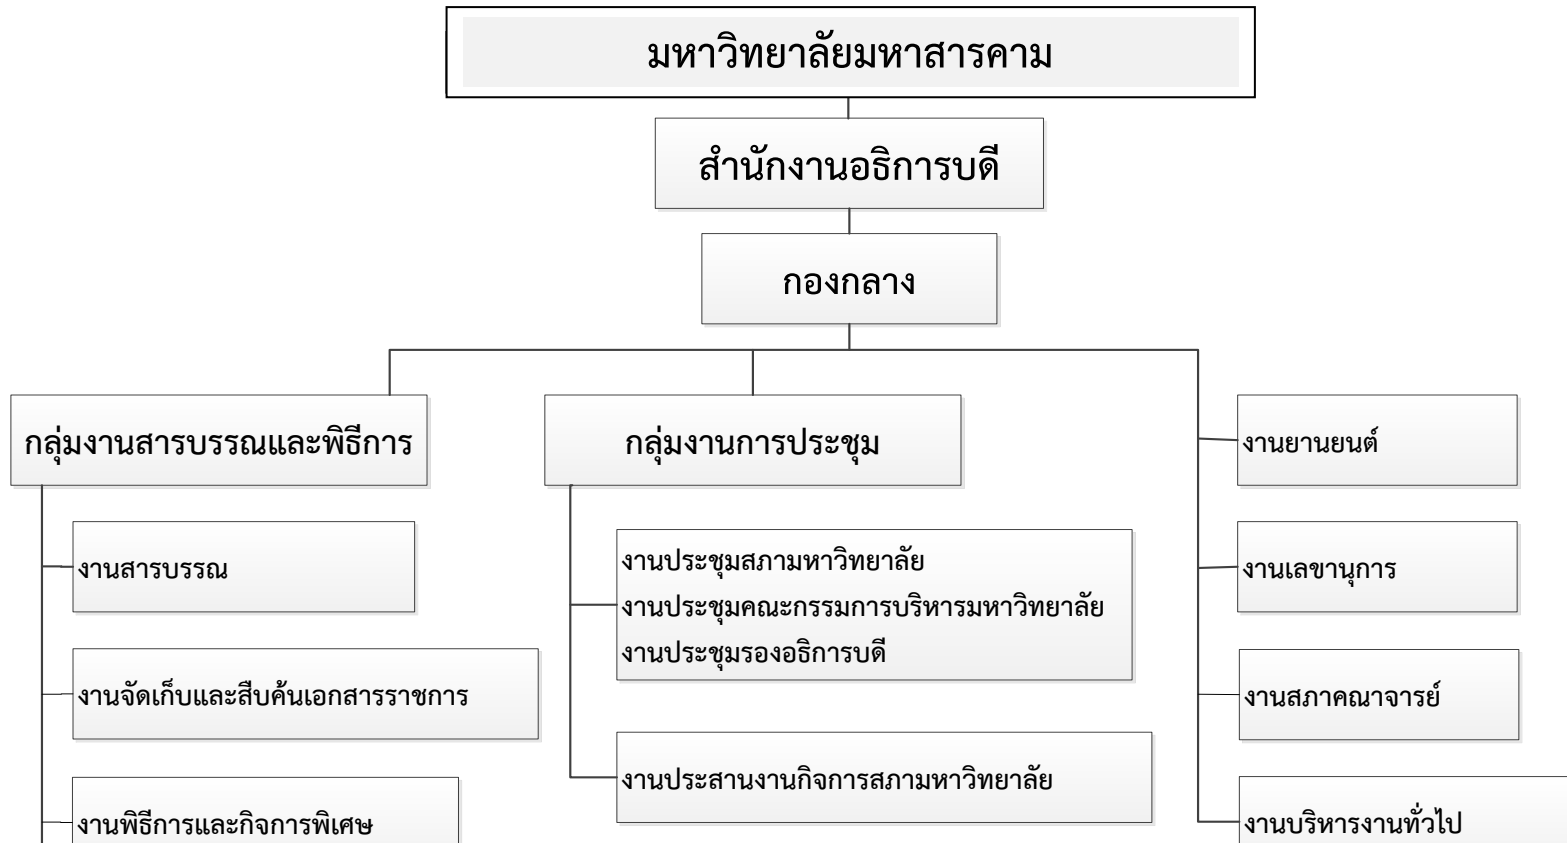 มหาวิทยาลัยมหาสารคาม
สำนักงานอธิการบดี
กองกลาง
กลุ่มงานสารบรรณและพิธีการ
งานสารบรรณ
งานจัดเก็บและสืบค้นเอกสารราชการ
งานพิธีการและกิจการพิเศษ
กลุ่มงานการประชุม
งานประชุมสภามหาวิทยาลัย
งานประชุมคณะกรรมการบริหารมหาวิทยาลัย
งานประชุมรองอธิการบดี
งานประสานงานกิจการสภามหาวิทยาลัย
งานยานยนต์
งานเลขานุการ
งานสภาคณาจารย์
งานบริหารงานทั่วไป